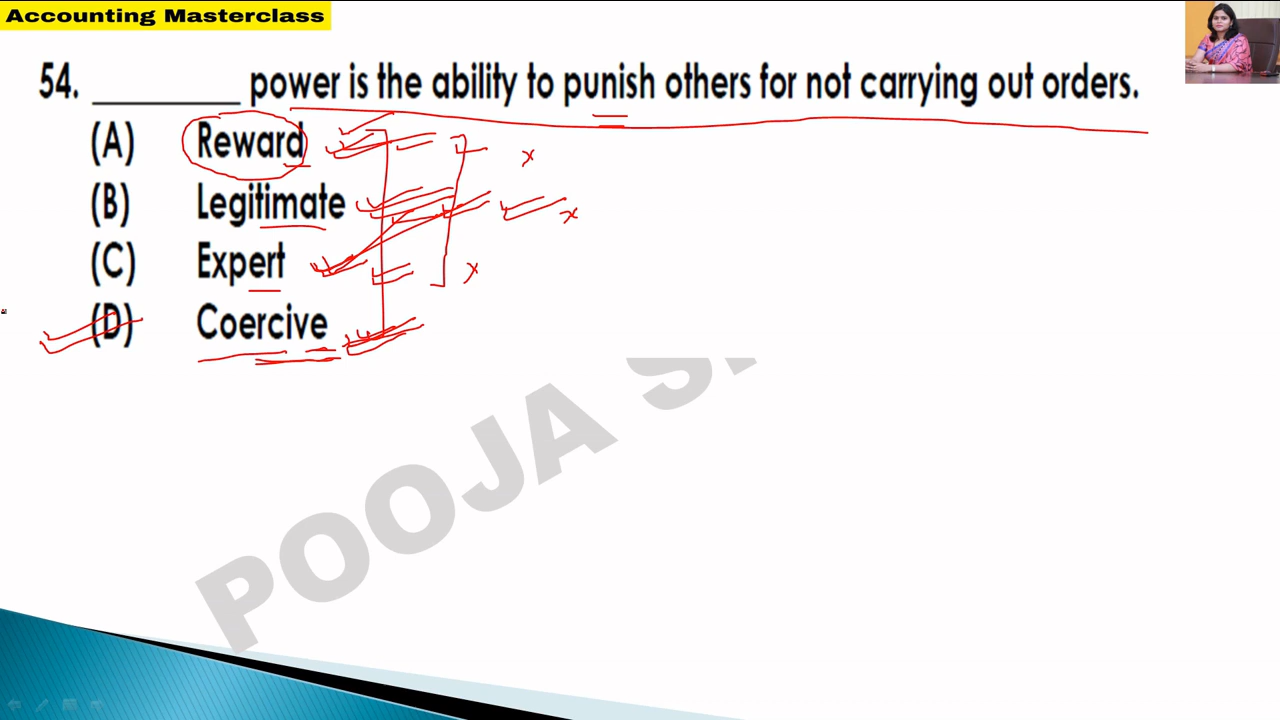 Accounting Masterclass
54. ________ power is the ability to punish others for not carrying out orders.
(A) Reward
(B) Legitimate
(C) Expert
(D) Coercive
POOJA